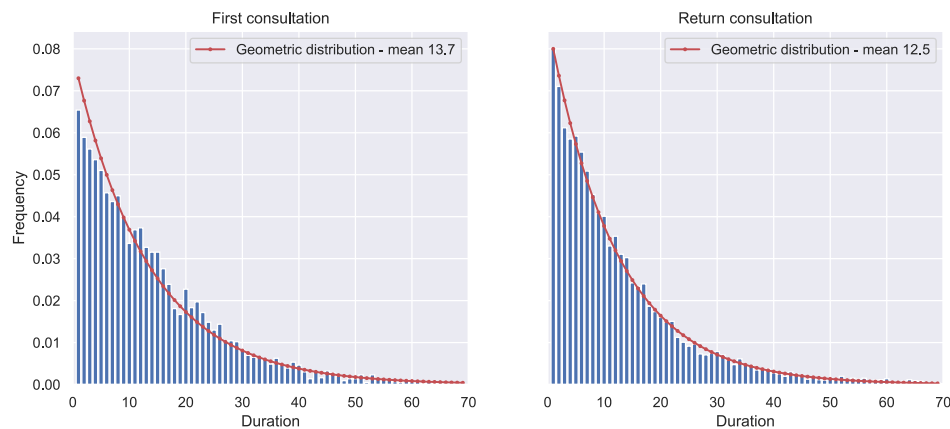 First consultation
Return consultation
Geometric distribution - mean 13.7
Geometric distribution - mean 12.5
Frequency
0.08
0.07
0.06
0.05
0.04
0.03
0.02
0.01
0.00
0 10 20 30 40 50 60 70
0 10 20 30 40 50 60 70
Duration
Duration